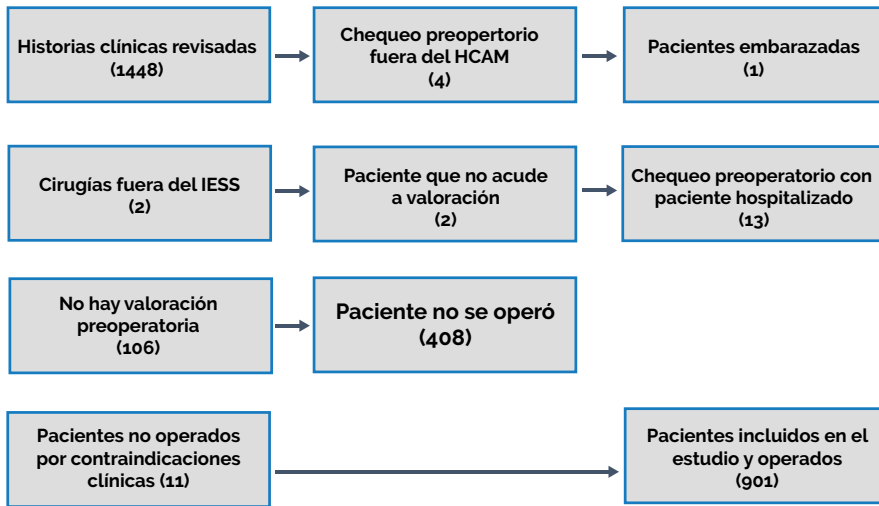 Historias clínicas revisadas
(1448)
Chequeo preopertorio
fuera del HCAM
(4)
Pacientes embarazadas
(1)
Cirugías fuera del IESS
(2)
Paciente que no acude
a valoración
(2)
Chequeo preoperatorio con
paciente hospitalizado
(13)
No hay valoración
preoperatoria
(106)
Paciente no se operó
(408)
Pacientes no operados
por contraindicaciones
clínicas (11)
Pacientes incluidos en el
estudio y operados
(901)